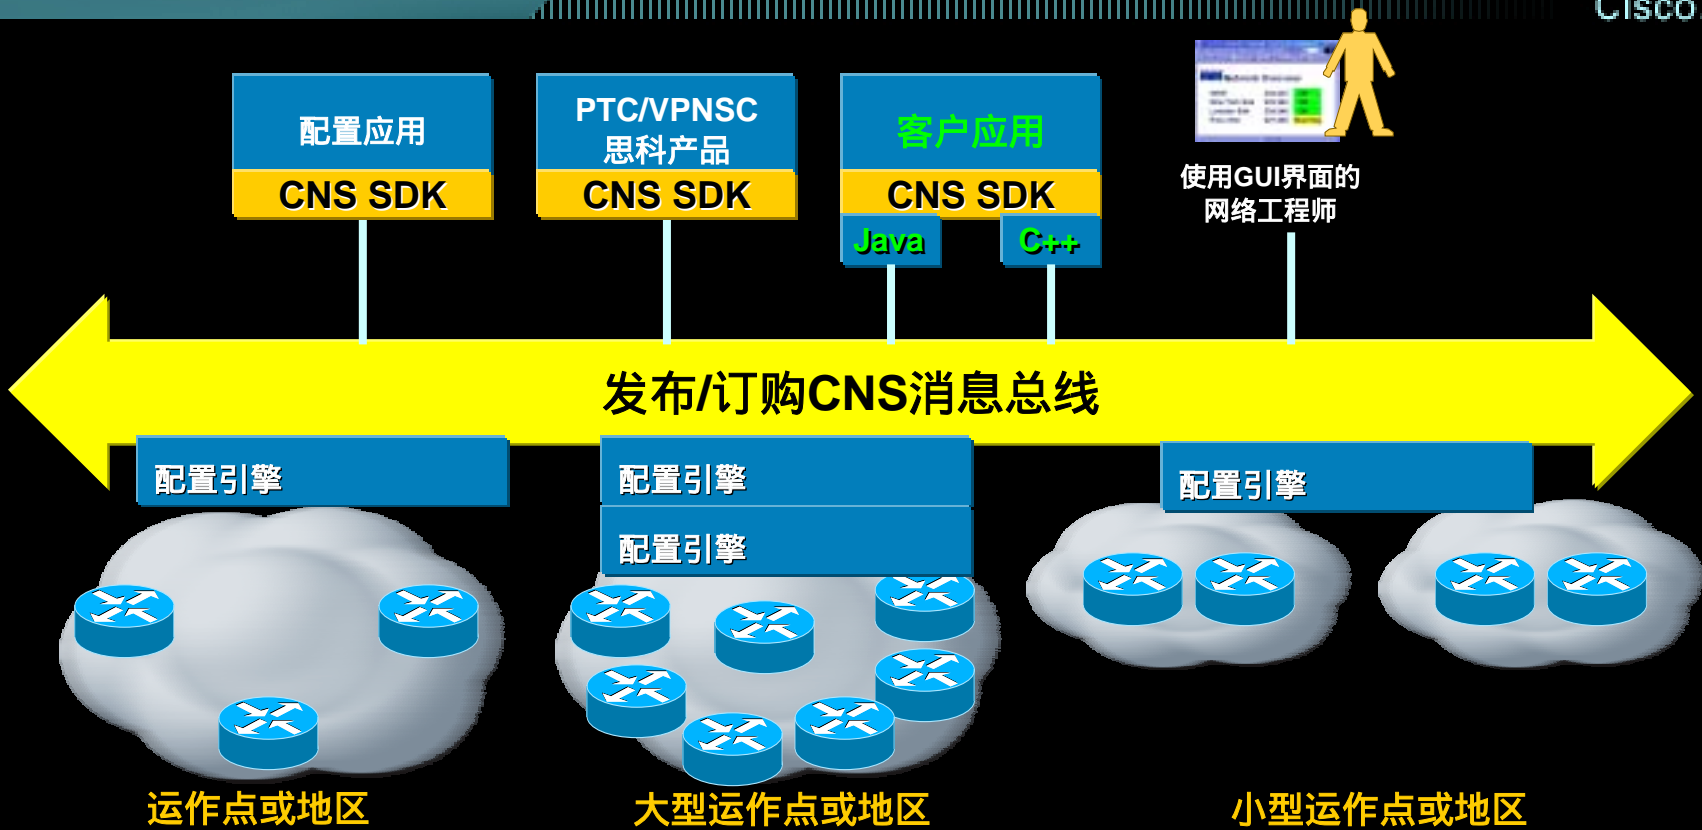 Cisco
配置应用
CNS SDK
PTC/VPNSC
思科产品
CNS SDK
客户应用
CNS SDK
Java
C++
使用GUI界面的
网络工程师
发布/订购CNS消息总线
配置引擎
配置引擎
配置引擎
配置引擎
运作点或地区
大型运作点或地区
小型运作点或地区